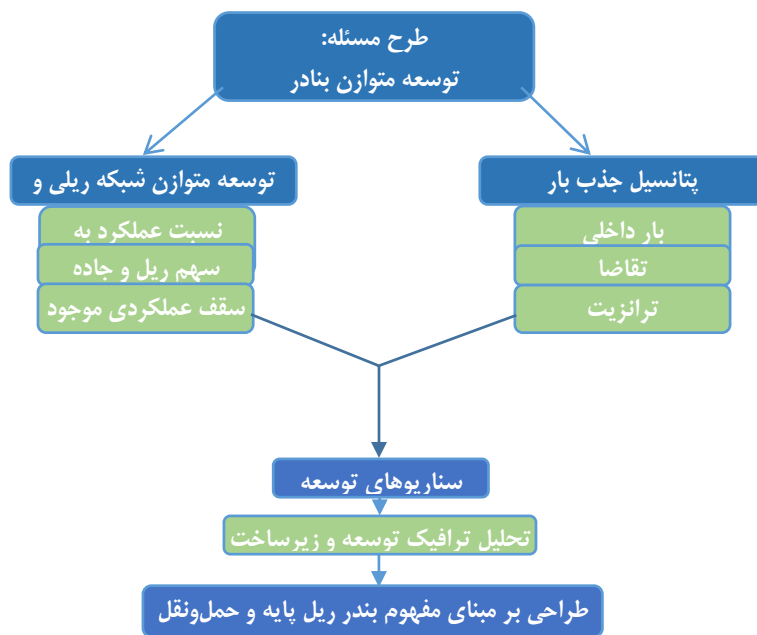 طرح مسئله:
توسعه متوازن بنادر
پتانسیل جذب بار
بار داخلی
تقاضا
ترانزیت
توسعه متوازن شبکه ریلی و
نسبت عملکرد به
سهم ریل و جاده
سقف عملکردی موجود
سناریوهای توسعه
تحلیل ترافیک توسعه و زیرساخت
طراحی بر مبنای مفهوم بندر ریل پایه و حمل‌ونقل